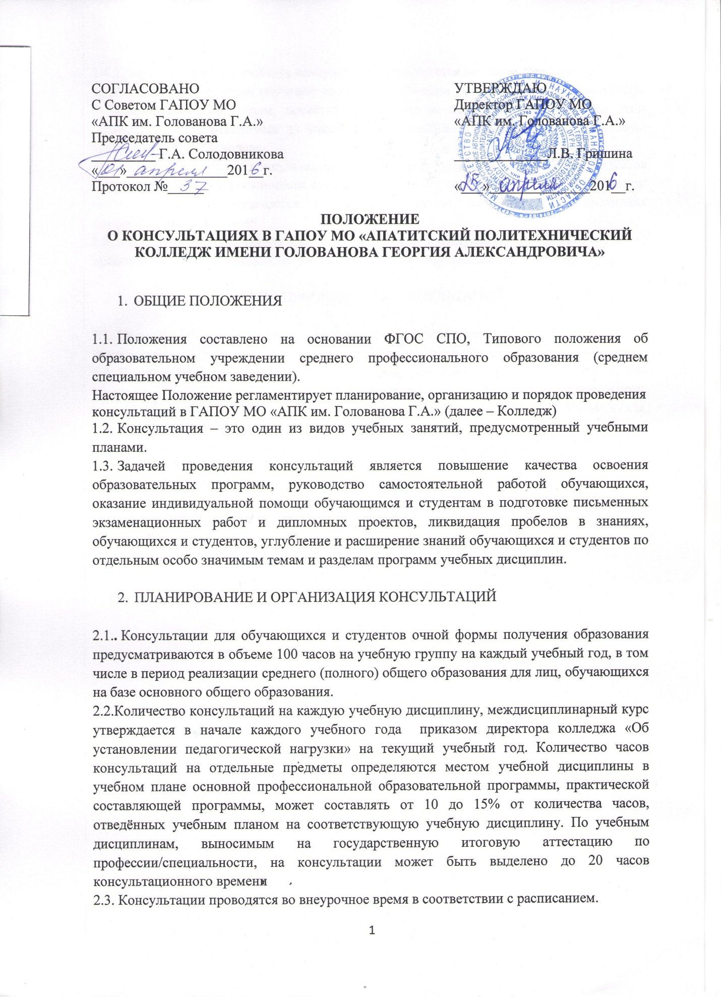 СОГЛАСОВАНО
С Советом ГАПОУ МО
«АПК им. Голованова Г.А.»
Председатель совета
_________Г.А. Солодовникова
«01» апреля 2016 г.
Протокол № 37
УТВЕРЖДАЮ
Директор ГАПОУ МО
«АПК им. Голованова Г.А.»
_____________Л.В. Гришина
« » апреля 2016 г.
ПОЛОЖЕНИЕ
О КОНСУЛЬТАЦИЯХ В ГАПОУ МО «АПАТИТСКИЙ ПОЛИТЕХНИЧЕСКИЙ
КОЛЛЕДЖ ИМЕНИ ГОЛОВАНОВА ГЕОРГИЯ АЛЕКСАНДРОВИЧА»
1. ОБЩИЕ ПОЛОЖЕНИЯ
1.1. Положения составлено на основании ФГОС СПО, Типового положения об
образовательном учреждении среднего профессионального образования (среднем
специальном учебном заведении).
Настоящее Положение регламентирует планирование, организацию и порядок проведения
консультаций в ГАПОУ МО «АПК им. Голованова Г.А.» (далее – Колледж)
1.2. Консультация – это один из видов учебных занятий, предусмотренный учебными
планами.
1.3. Задачей проведения консультаций является повышение качества освоения
образовательных программ, руководство самостоятельной работой обучающихся,
оказание индивидуальной помощи обучающимся и студентам в подготовке письменных
экзаменационных работ и дипломных проектов, ликвидация пробелов в знаниях,
обучающихся и студентов, углубление и расширение знаний обучающихся и студентов по
отдельным особо значимым темам и разделам программ учебных дисциплин.
2. ПЛАНИРОВАНИЕ И ОРГАНИЗАЦИЯ КОНСУЛЬТАЦИЙ
2.1.. Консультации для обучающихся и студентов очной формы получения образования
предусматриваются в объеме 100 часов на учебную группу на каждый учебный год, в том
числе в период реализации среднего (полного) общего образования для лиц, обучающихся
на базе основного общего образования.
2.2.Количество консультаций на каждую учебную дисциплину, междисциплинарный курс
утверждается в начале каждого учебного года приказом директора колледжа «Об
установлении педагогической нагрузки» на текущий учебный год. Количество часов
консультаций на отдельные предметы определяются местом учебной дисциплины в
учебном плане основной профессиональной образовательной программы, практической
составляющей программы, может составлять от 10 до 15% от количества часов,
отведённых учебным планом на соответствующую учебную дисциплину. По учебным
дисциплинам, выносимым на государственную итоговую аттестацию по
профессии/специальности, на консультации может быть выделено до 20 часов
консультационного времени .
2.3. Консультации проводятся во внеурочное время в соответствии с расписанием.
1